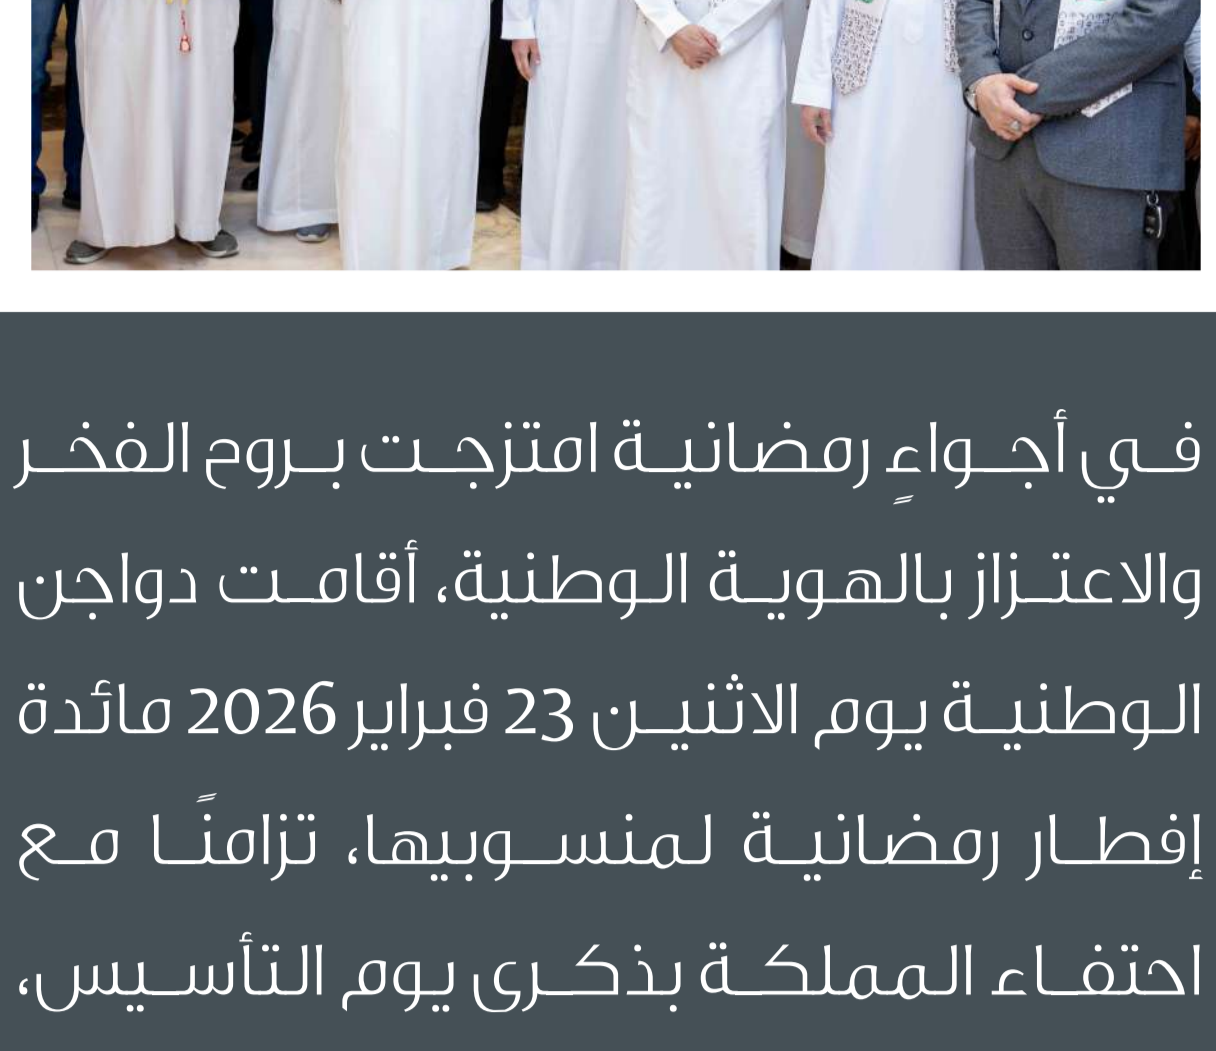 في أجواءٍ رمضانية امتزجت بروح الفخر
والاعتزاز بالهوية الوطنية، أقامت دواجن
الوطنية يوم الاثنين 23 فبراير 2026 مائدة
إفطار رمضانية لمنسوبيها، تزامنًا مع
احتفاء المملكة بذكرى يوم التأسيس،